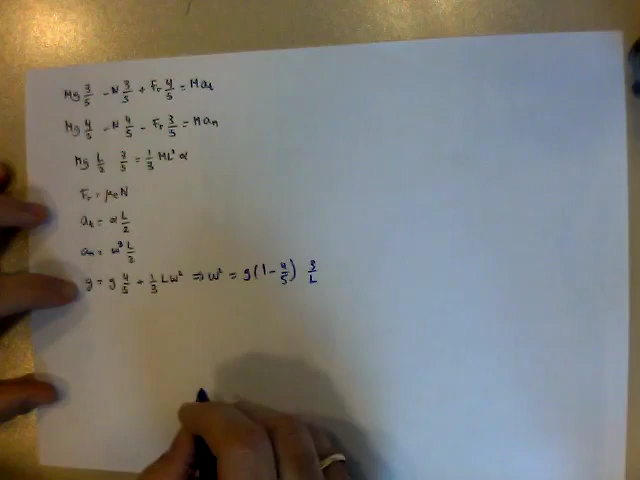 Mg 3/5 - N 3/5 + Fr 4/5 = Mat
Mg 4/5 - N 4/5 - Fr 3/5 = Man
Mg L/2 3/5 = 1/3 ML² α
Fr = μe N
at = α L/2
an = ω² L/2
g = g 4/5 + 1/3 Lω² ⇒ ω² = g(1 - 4/5) 3/L